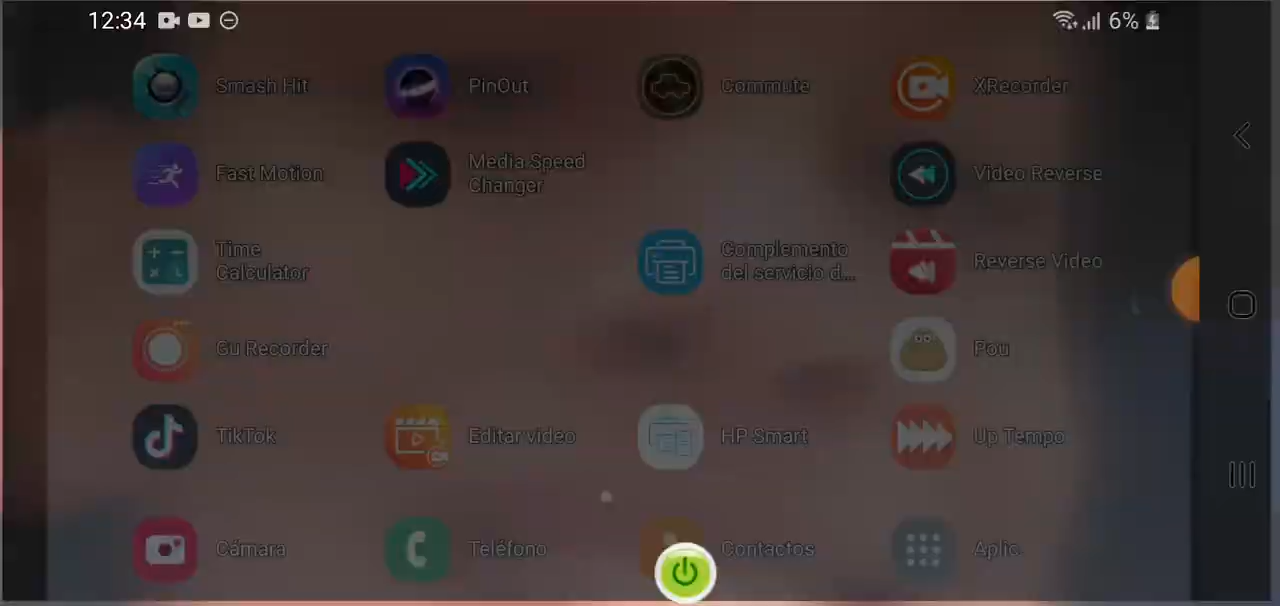 12:34
6%
Smash Hit
PinOut
Commute
XRecorder
Fast Motion
Media Speed
Changer
Video Reverse
Time
Calculator
Complemento
del servicio d...
Reverse Video
Gu Recorder
Pou
TikTok
Editar video
HP Smart
Up Tempo
Cámara
Teléfono
Contactos
Aplic.